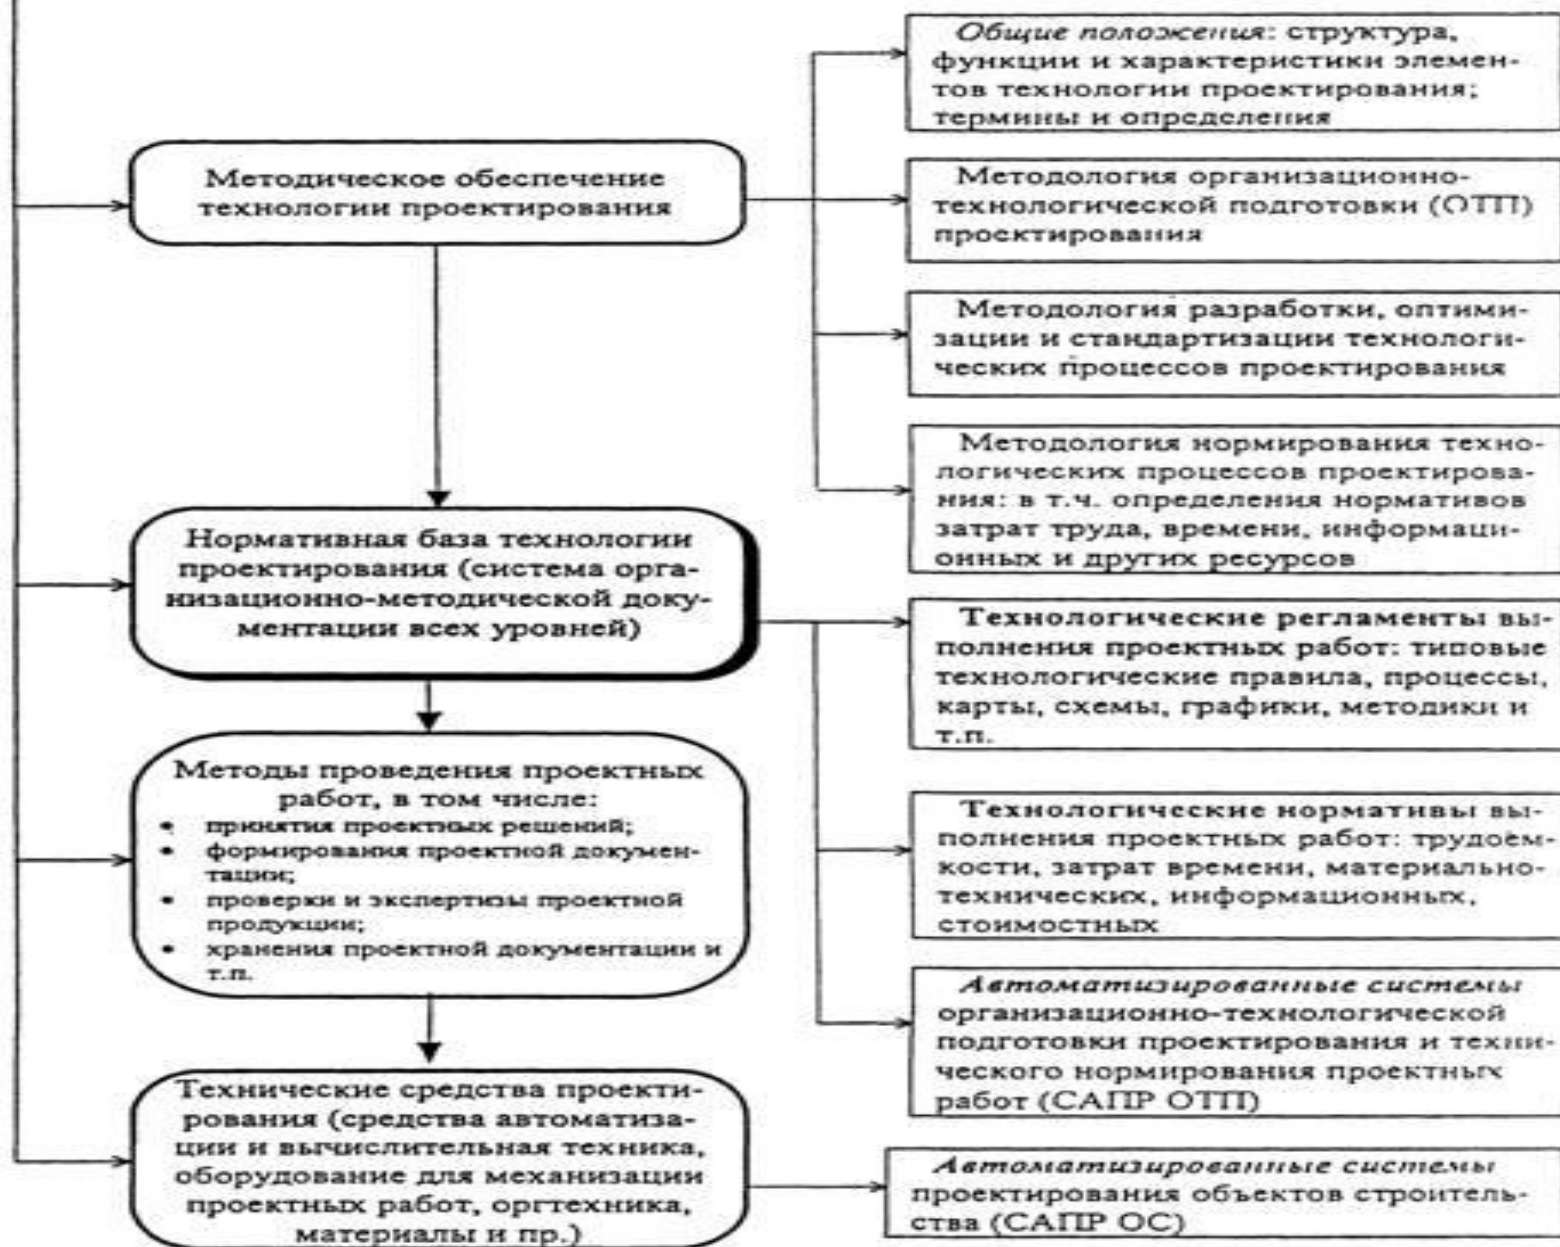 Общие положения: структура,
функции и характеристики элемен-
тов технологии проектирования;
термины и определения
Методическое обеспечение
технологии проектирования
Методология организационно-
технологической подготовки (ОТП)
проектирования
Методология разработки, оптими-
зации и стандартизации технологи-
ческих процессов проектирования
Методология нормирования техно-
логических процессов проектирова-
ния: в т.ч. определения нормативов
затрат труда, времени, информаци-
онных и других ресурсов
Нормативная база технологии
проектирования (система орга-
низационно-методической доку-
ментации всех уровней)
Технологические регламенты вы-
полнения проектных работ: типовые
технологические правила, процессы,
карты, схемы, графики, методики и
т.п.
Методы проведения проектных
работ, в том числе:
• принятия проектных решений;
• формирования проектной докумен-
тации;
• проверки и экспертизы проектной
продукции;
• хранения проектной документации и
т.п.
Технологические нормативы вы-
полнения проектных работ: трудоём-
кости, затрат времени, материально-
технических, информационных,
стоимостных
Автоматизированные системы
организационно-технологической
подготовки проектирования и техни-
ческого нормирования проектных
работ (САПР ОТП)
Технические средства проекти-
рования (средства автоматиза-
ции и вычислительная техника,
оборудование для механизации
проектных работ, оргтехника,
материалы и пр.)
Автоматизированные системы
проектирования объектов строитель-
ства (САПР ОС)